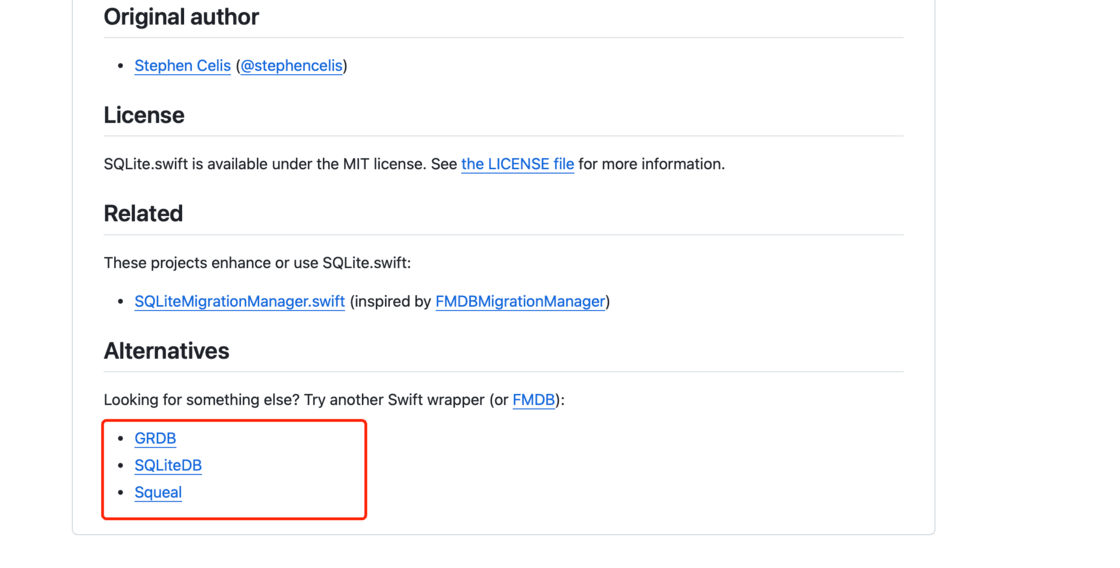 Original author
• Stephen Celis (@stephencelis)
License
SQLite.swift is available under the MIT license. See the LICENSE file for more information.
Related
These projects enhance or use SQLite.swift:
• SQLiteMigrationManager.swift (inspired by FMDBMigrationManager)
Alternatives
Looking for something else? Try another Swift wrapper (or FMDB):
• GRDB
• SQLiteDB
• Squeal